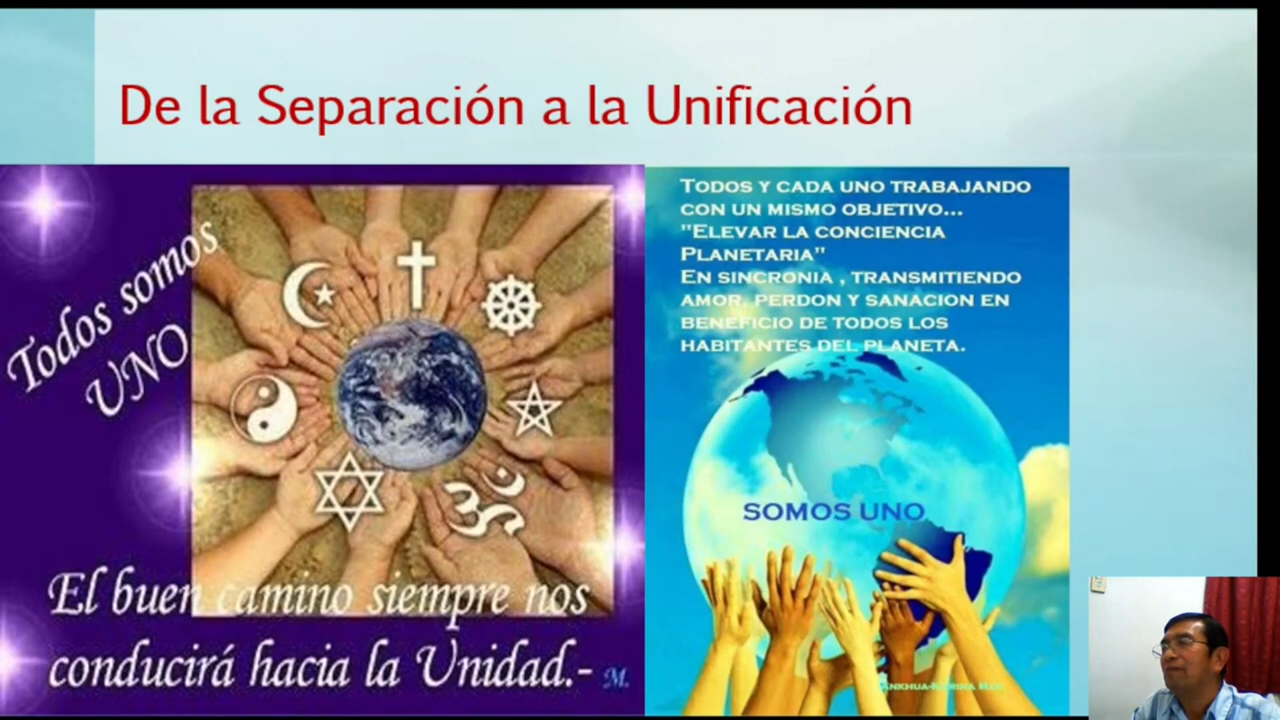 De la Separación a la Unificación
Todos somos
UNO
El buen camino siempre nos
conducirá hacia la Unidad.- M.
TODOS Y CADA UNO TRABAJANDO
CON UN MISMO OBJETIVO...
"ELEVAR LA CONCIENCIA
PLANETARIA"
EN SINCRONIA , TRANSMITIENDO
AMOR, PERDON Y SANACION EN
BENEFICIO DE TODOS LOS
HABITANTES DEL PLANETA.
SOMOS UNO